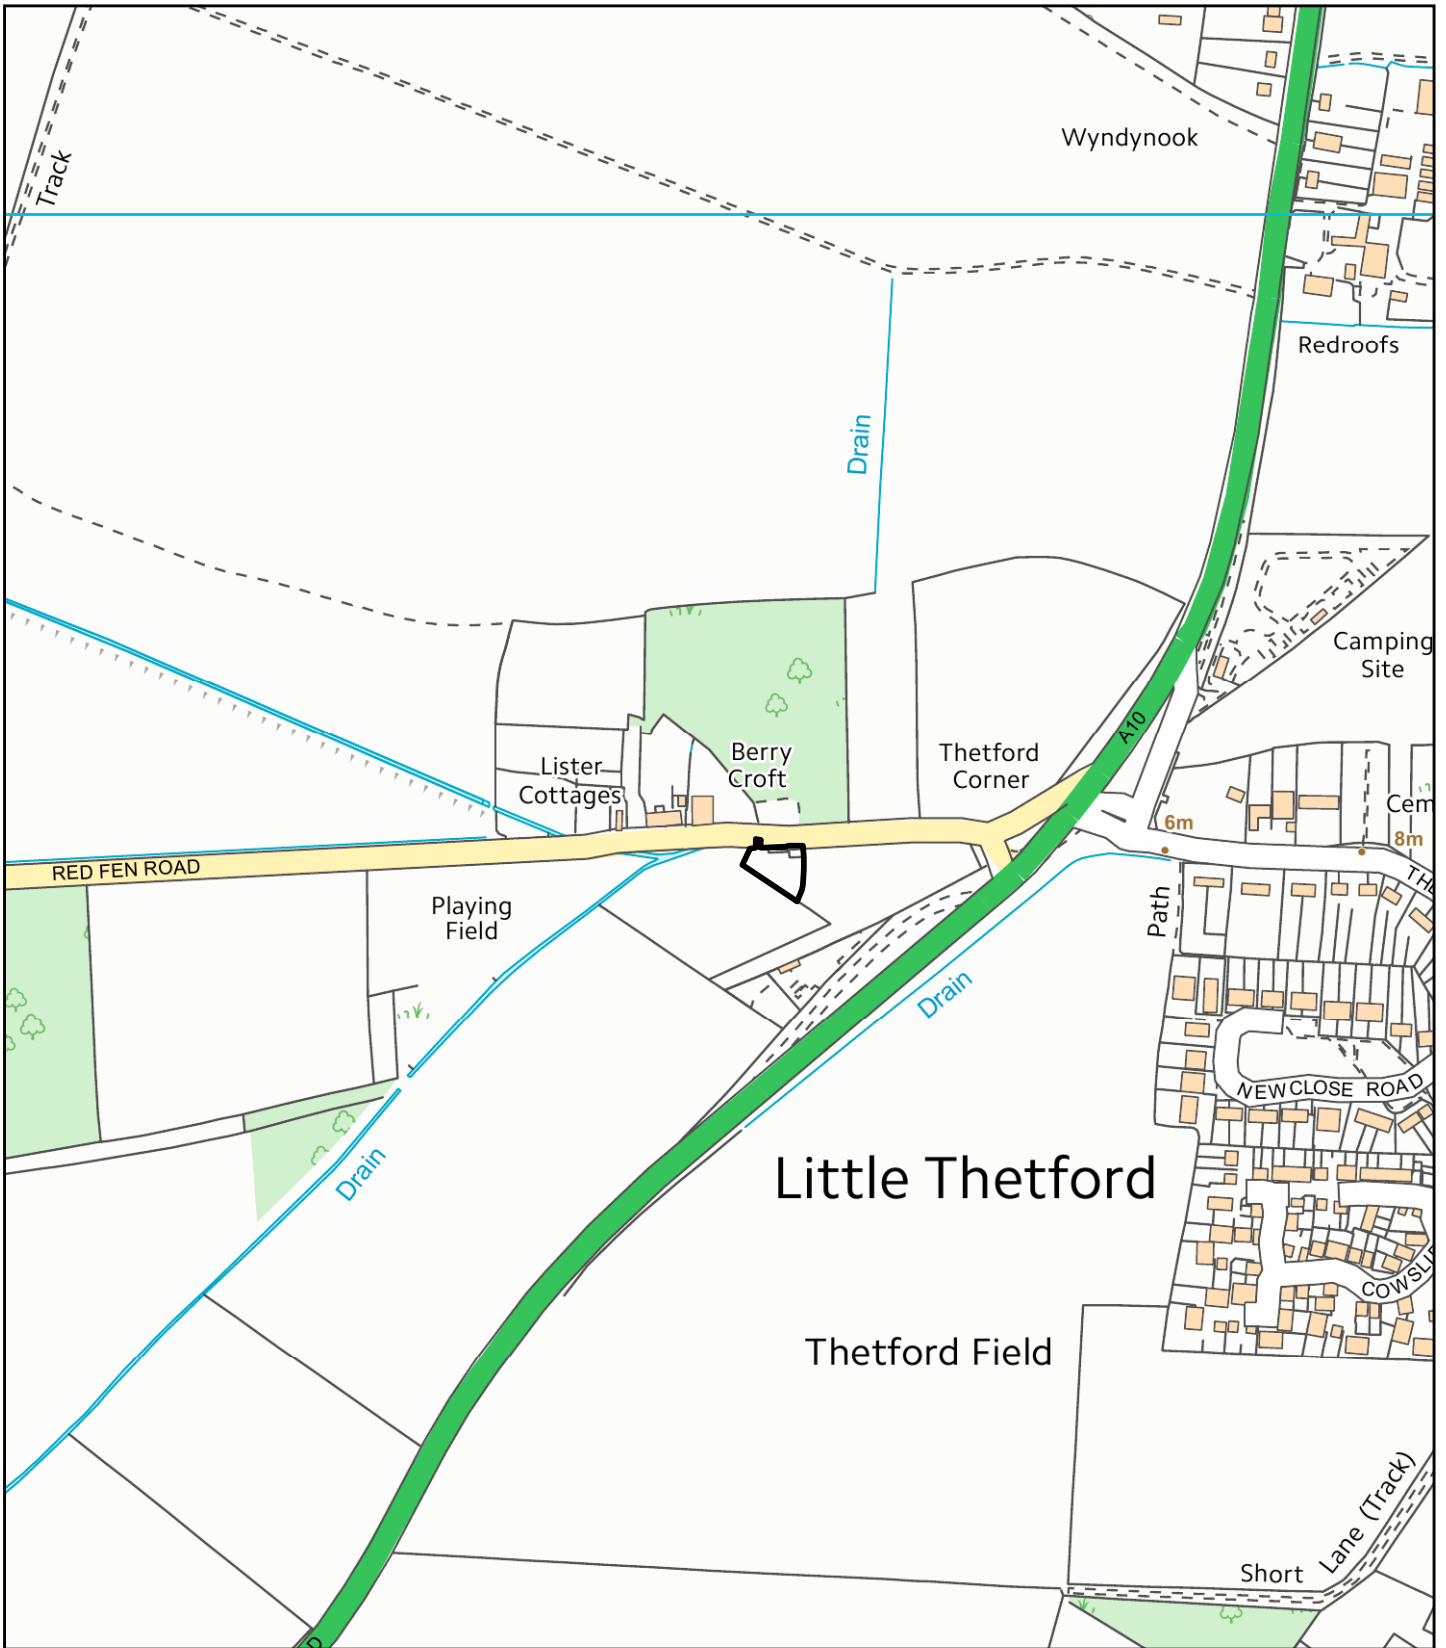 Track
Wyndynook
Redroofs
Drain
Camping
Site
A10
Berry
Croft
Thetford
Corner
Lister
Cottages
6m
Cem
8m
RED FEN ROAD
Playing
Field
Path
Drain
NEW CLOSE ROAD
Drain
Little Thetford
COWSLI
Thetford Field
Short Lane (Track)
D